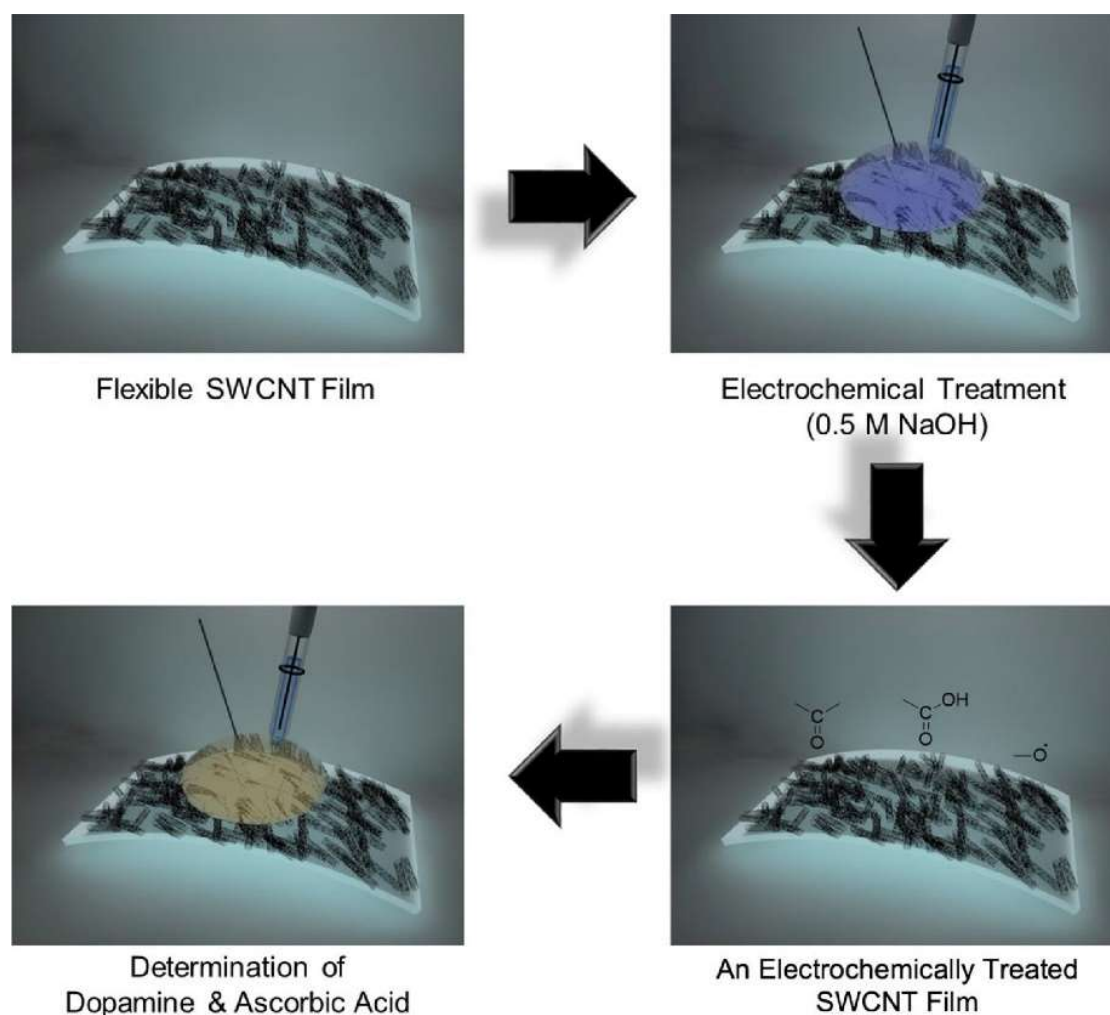 Flexible SWCNT Film
Electrochemical Treatment
(0.5 M NaOH)
C
O
C
OH
O
—O•
An Electrochemically Treated
SWCNT Film
Determination of
Dopamine & Ascorbic Acid